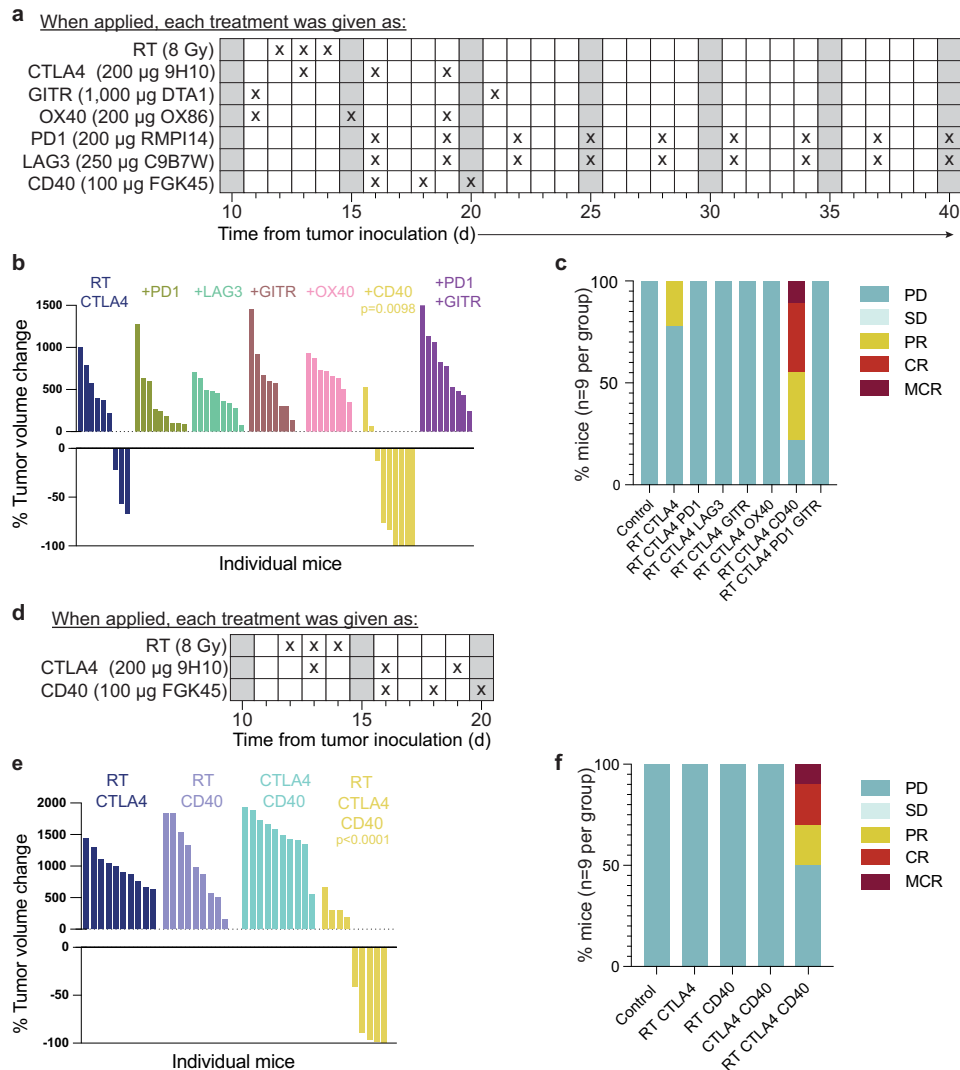 a When applied, each treatment was given as:
RT (8 Gy) x x x
CTLA4 (200 µg 9H10) x x x
GITR (1,000 µg DTA1) x x
OX40 (200 µg OX86) x x x
PD1 (200 µg RMPI14) x x x x x x x x x
LAG3 (250 µg C9B7W) x x x x x x x x x
CD40 (100 µg FGK45) x x x
10 15 20 25 30 35 40
Time from tumor inoculation (d)
b
RT
CTLA4
+PD1 +LAG3 +GITR +OX40 +CD40
p=0.0098
+PD1
+GITR
1500
1000
500
0
0
-50
-100
% Tumor volume change
Individual mice
c
100
50
0
% mice (n=9 per group)
PD
SD
PR
CR
MCR
Control
RT CTLA4
RT CTLA4 PD1
RT CTLA4 LAG3
RT CTLA4 GITR
RT CTLA4 OX40
RT CTLA4 CD40
RT CTLA4 PD1 GITR
d When applied, each treatment was given as:
RT (8 Gy) x x x
CTLA4 (200 µg 9H10) x x x
CD40 (100 µg FGK45) x x x
10 15 20
Time from tumor inoculation (d)
e
RT
CTLA4
RT
CD40
CTLA4
CD40
RT
CTLA4
CD40
p<0.0001
2000
1500
1000
500
0
0
-50
-100
% Tumor volume change
Individual mice
f
100
50
0
% mice (n=9 per group)
PD
SD
PR
CR
MCR
Control
RT CTLA4
RT CD40
CTLA4 CD40
RT CTLA4 CD40